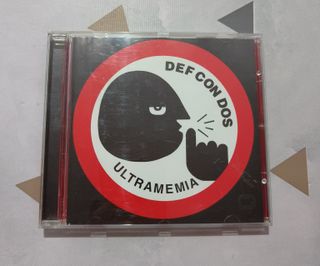 DEF CON DOS
ULTRAMEMIA